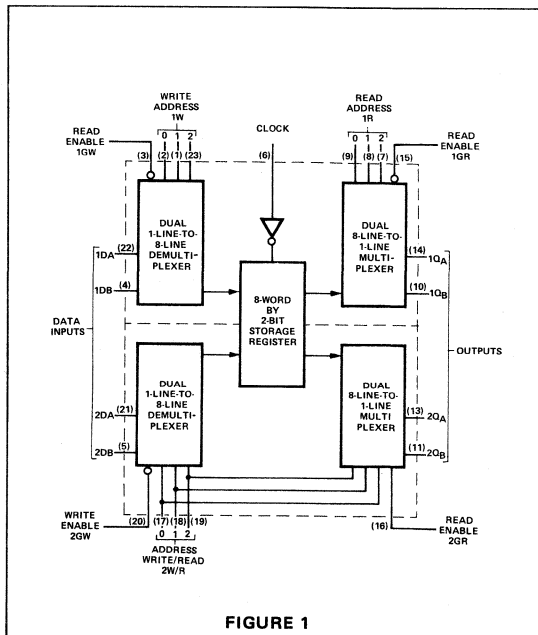 WRITE
ADDRESS
1W
READ
ADDRESS
1R
READ
ENABLE
1GW
0 1 2
CLOCK
0 1 2
READ
ENABLE
1GR
(3) (2) (1) (23)
(6)
(9) (8) (7) (15)
DUAL
1-LINE-TO-
8-LINE
DEMULTI-
PLEXER
DUAL
8-LINE-TO-
1-LINE
MULTI-
PLEXER
1DA (22)
(14) 1QA
1DB (4)
(10) 1QB
8-WORD
BY
2-BIT
STORAGE
REGISTER
DATA
INPUTS
OUTPUTS
DUAL
1-LINE-TO-
8-LINE
DEMULTI-
PLEXER
DUAL
8-LINE-TO-
1-LINE
MULTI
PLEXER
2DA (21)
(13) 2QA
2DB (5)
(11) 2QB
WRITE
ENABLE
2GW
(20) (17) (18) (19)
0 1 2
ADDRESS
WRITE/READ
2W/R
(16)
READ
ENABLE
2GR
FIGURE 1